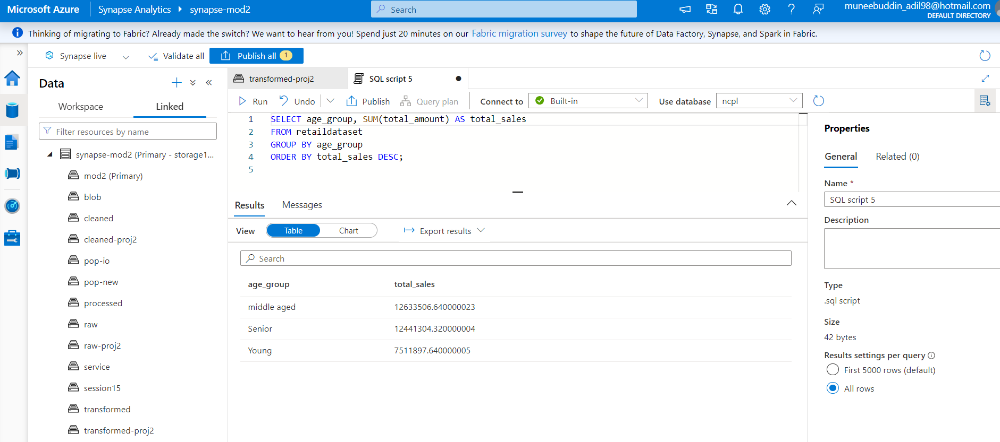 Microsoft Azure
Synapse Analytics
synapse-mod2
Search
muneebuddin_adil98@hotmail.com
DEFAULT DIRECTORY
Thinking of migrating to Fabric? Already made the switch? We want to hear from you! Spend just 20 minutes on our Fabric migration survey to shape the future of Data Factory, Synapse, and Spark in Fabric.
Synapse live
Validate all
Publish all 1
Data
Workspace
Linked
Filter resources by name
synapse-mod2 (Primary - storage1...
mod2 (Primary)
blob
cleaned
cleaned-proj2
pop-io
pop-new
processed
raw
raw-proj2
service
session15
transformed
transformed-proj2
transformed-proj2
SQL script 5
Run
Undo
Publish
Query plan
Connect to
Built-in
Use database
ncpl
1 SELECT age_group, SUM(total_amount) AS total_sales
2 FROM retaildataset
3 GROUP BY age_group
4 ORDER BY total_sales DESC;
5
Results
Messages
View
Table
Chart
Export results
Search
age_group total_sales
middle aged 12633506.640000023
Senior 12441304.320000004
Young 7511897.640000005
Properties
General
Related (0)
Name *
SQL script 5
Description
Type
.sql script
Size
42 bytes
Results settings per query
First 5000 rows (default)
All rows